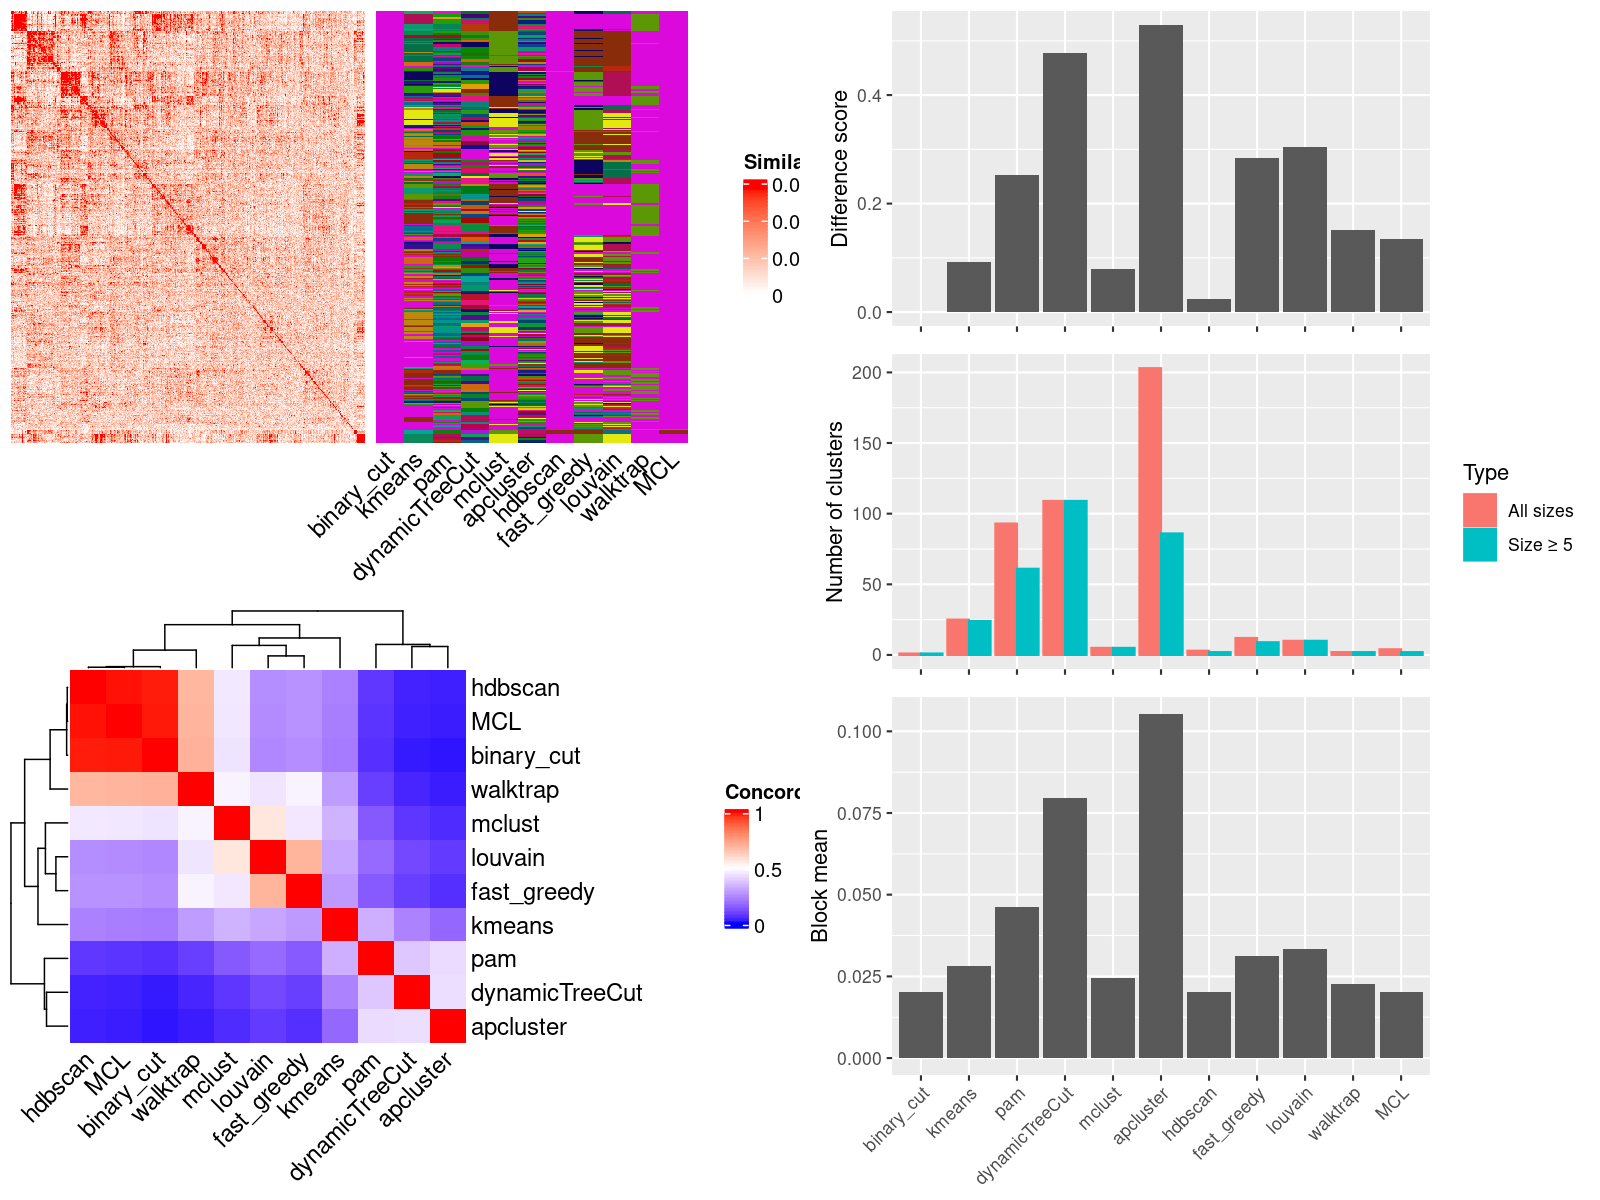 Simila
0.0
0.0
0.0
0
binary_cut
kmeans
pam
dynamicTreeCut
mclust
apcluster
hdbscan
fast_greedy
louvain
walktrap
MCL
hdbscan
MCL
binary_cut
walktrap
mclust
louvain
fast_greedy
kmeans
pam
dynamicTreeCut
apcluster
hdbscan
MCL
binary_cut
walktrap
mclust
louvain
fast_greedy
kmeans
pam
dynamicTreeCut
apcluster
Concord
1
0.5
0
Difference score
0.4
0.2
0.0
Number of clusters
200
150
100
50
0
Type
All sizes
Size ≥ 5
Block mean
0.100
0.075
0.050
0.025
0.000
binary_cut
kmeans
pam
dynamicTreeCut
mclust
apcluster
hdbscan
fast_greedy
louvain
walktrap
MCL